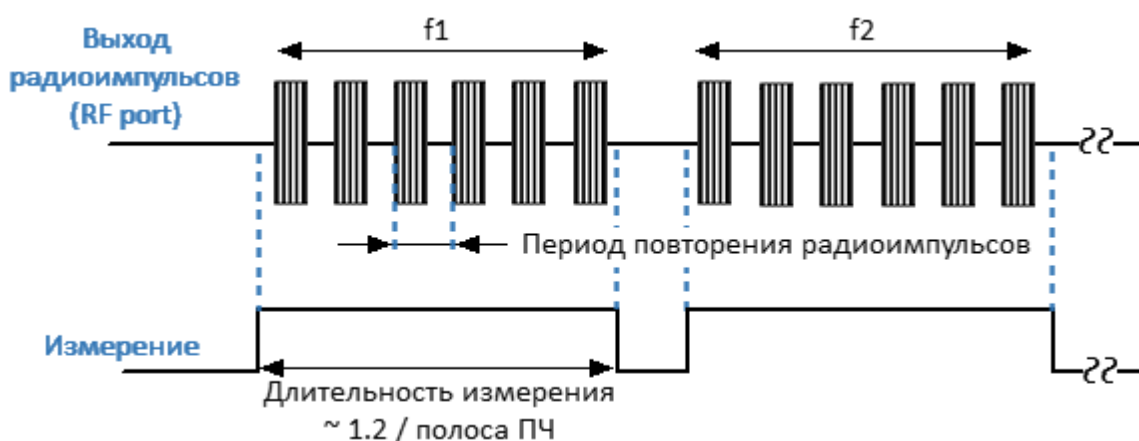 f1
f2
Выход
радиоимпульсов
(RF port)
Период повторения радиоимпульсов
Измерение
Длительность измерения
~ 1.2 / полоса ПЧ